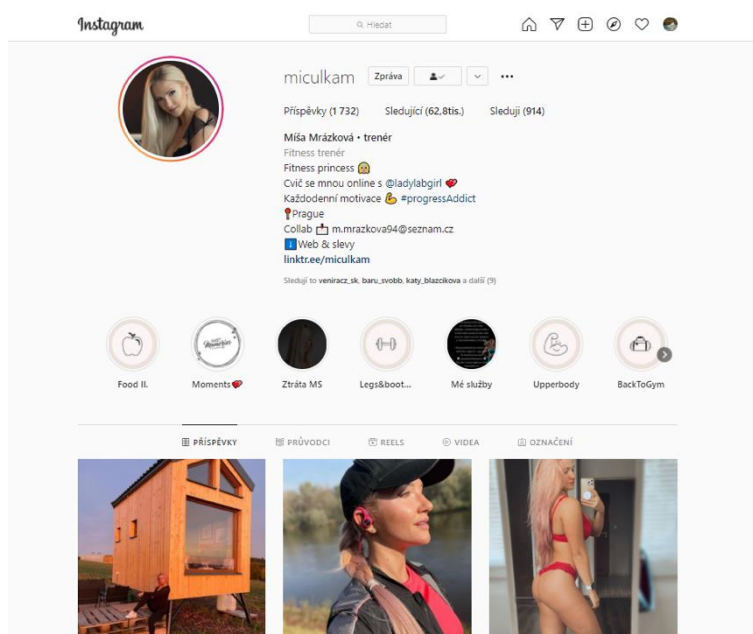 Instagram
Hledat
miculkam Zpráva
Příspěvky (1 732) Sledující (62,8tis.) Sleduji (914)
Míša Mrázková • trenér
Fitness trenér
Fitness princess 👸🏼
Cvič se mnou online s @ladylabgirl 💝
Každodenní motivace 💪 #progressAddict
📍Prague
Collab 📩 m.mrazkova94@seznam.cz
⬇️Web & slevy
linktr.ee/miculkam
Sledují to veniracz_sk, baru_svobb, katy_blazcikova a další (9)
Food II. Moments💝 Ztráta MS Legs&boot... Mé služby Upperbody BackToGym
PŘÍSPĚVKY PRŮVODCI REELS VIDEA OZNAČENÍ